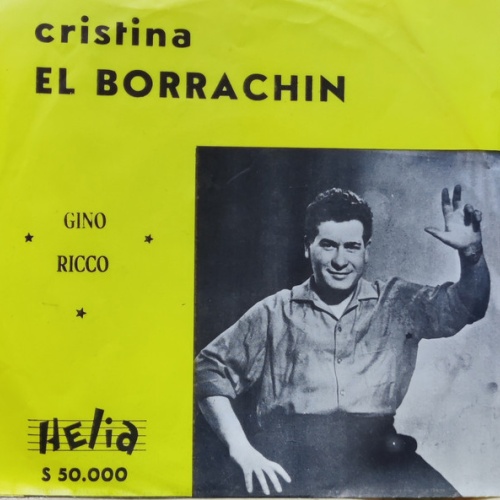 cristina
EL BORRACHIN
GINO
RICCO
Helia
S 50.000